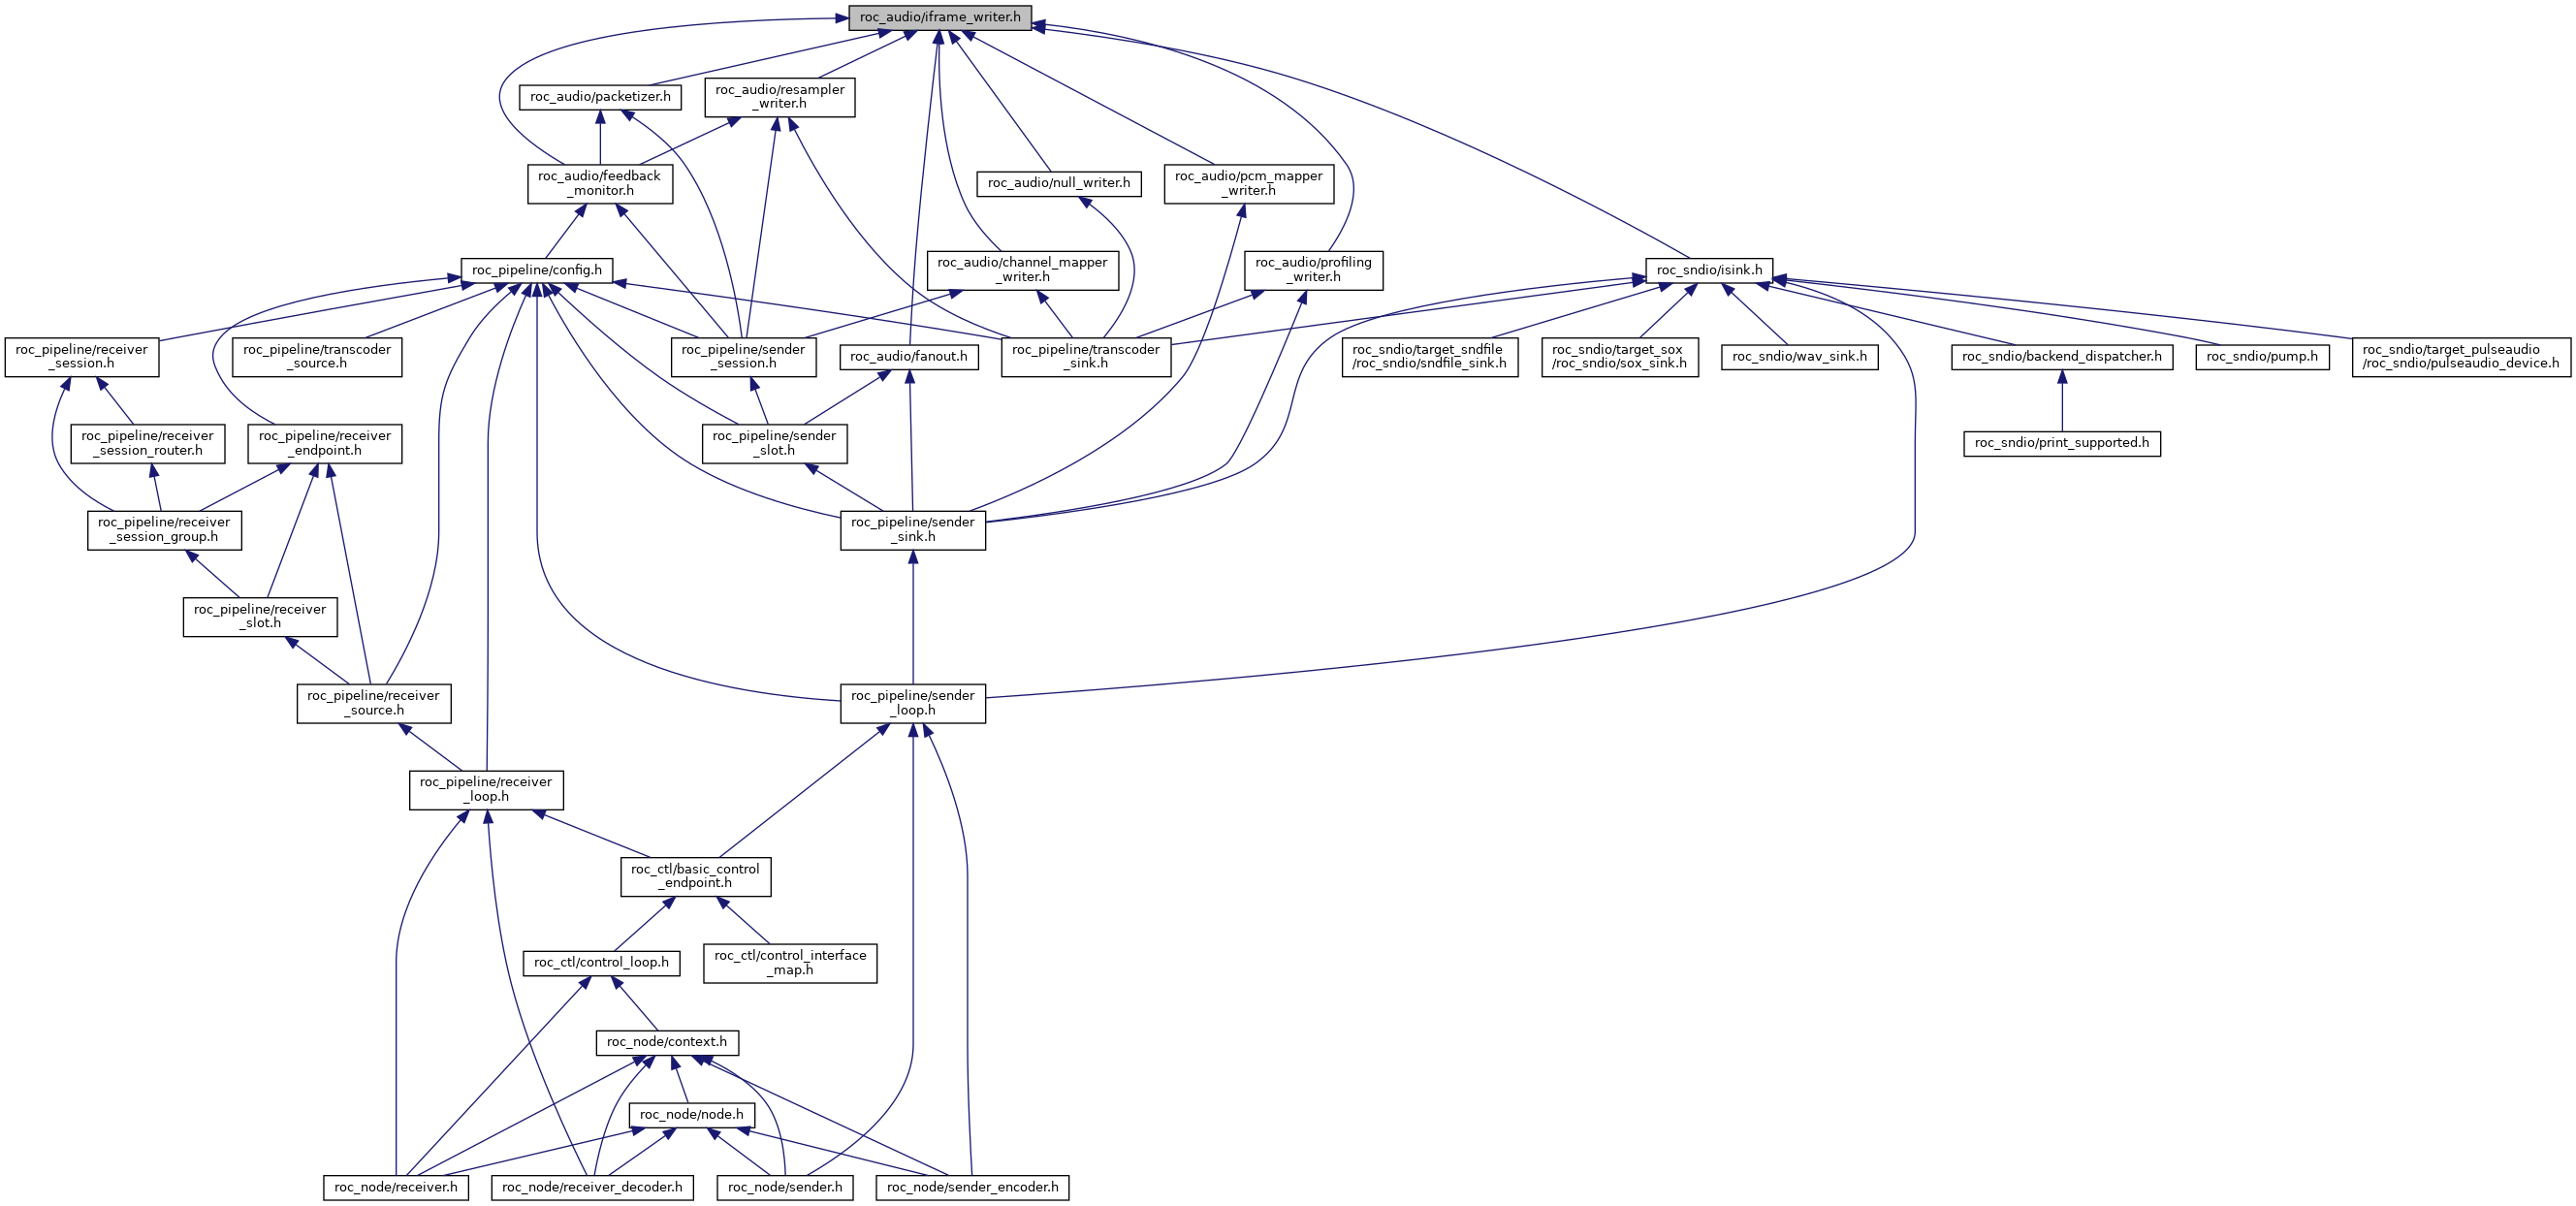 roc_audio/iframe_writer.h
roc_audio/packetizer.h
roc_audio/resampler
_writer.h
roc_audio/feedback
_monitor.h
roc_audio/null_writer.h
roc_audio/pcm_mapper
_writer.h
roc_pipeline/config.h
roc_audio/channel_mapper
_writer.h
roc_audio/profiling
_writer.h
roc_sndio/isink.h
roc_pipeline/receiver
_session.h
roc_pipeline/transcoder
_source.h
roc_pipeline/sender
_session.h
roc_audio/fanout.h
roc_pipeline/transcoder
_sink.h
roc_sndio/target_sndfile
/roc_sndio/sndfile_sink.h
roc_sndio/target_sox
/roc_sndio/sox_sink.h
roc_sndio/wav_sink.h
roc_sndio/backend_dispatcher.h
roc_sndio/pump.h
roc_sndio/target_pulseaudio
/roc_sndio/pulseaudio_device.h
roc_pipeline/receiver
_session_router.h
roc_pipeline/receiver
_endpoint.h
roc_pipeline/sender
_slot.h
roc_sndio/print_supported.h
roc_pipeline/receiver
_session_group.h
roc_pipeline/sender
_sink.h
roc_pipeline/receiver
_slot.h
roc_pipeline/receiver
_source.h
roc_pipeline/sender
_loop.h
roc_pipeline/receiver
_loop.h
roc_ctl/basic_control
_endpoint.h
roc_ctl/control_loop.h
roc_ctl/control_interface
_map.h
roc_node/context.h
roc_node/node.h
roc_node/receiver.h
roc_node/receiver_decoder.h
roc_node/sender.h
roc_node/sender_encoder.h